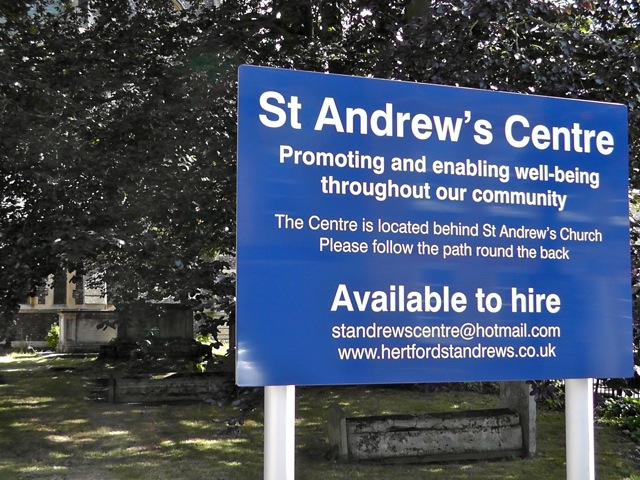 St Andrew's Centre
Promoting and enabling well-being
throughout our community
The Centre is located behind St Andrew's Church
Please follow the path round the back
Available to hire
standrewscentre@hotmail.com
www.hertfordstandrews.co.uk